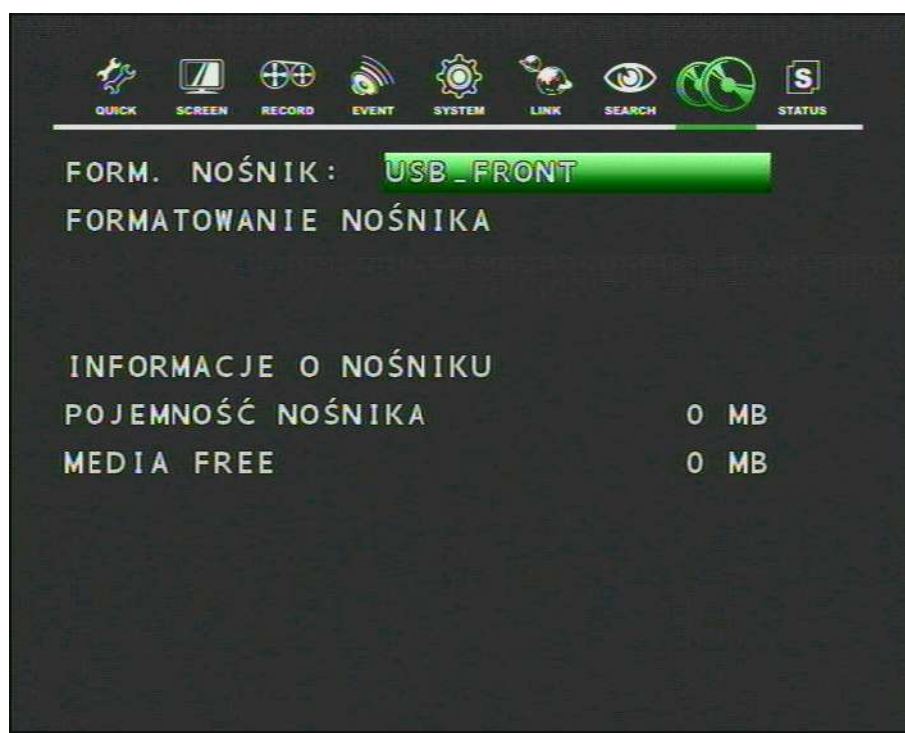 QUICK SCREEN RECORD EVENT SYSTEM LINK SEARCH S STATUS
FORM. NOŚNIK: USB_FRONT
FORMATOWANIE NOŚNIKA
INFORMACJE O NOŚNIKU
POJEMNOŚĆ NOŚNIKA 0 MB
MEDIA FREE 0 MB